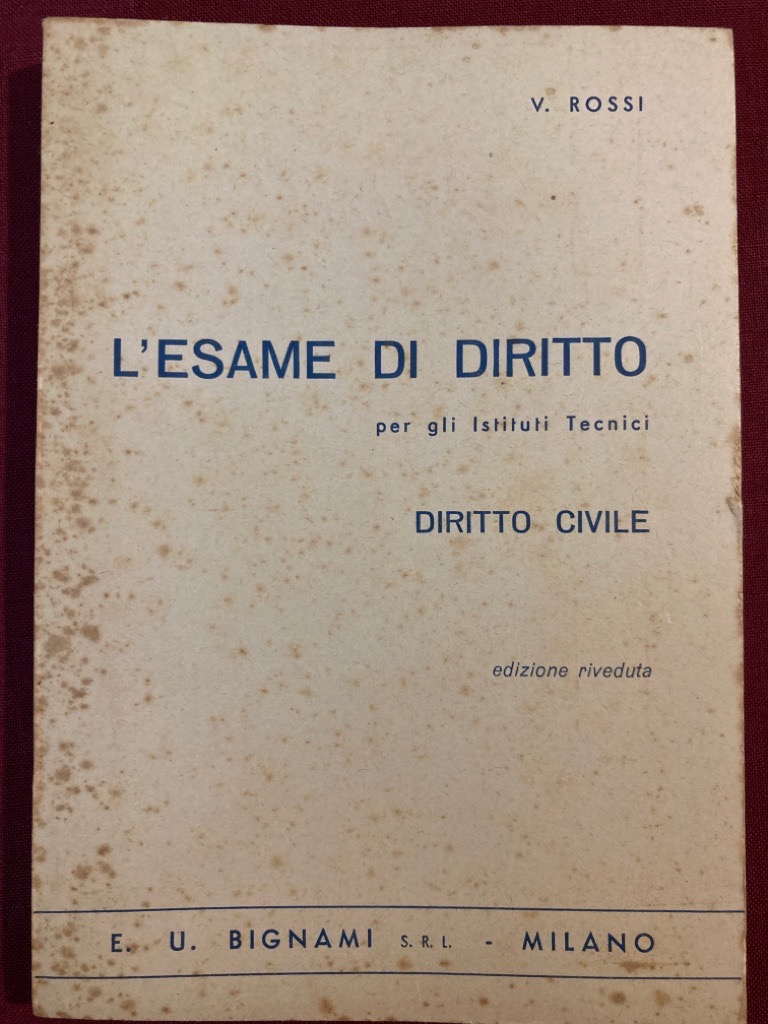 V. ROSSI
L'ESAME DI DIRITTO
per gli Istituti Tecnici
DIRITTO CIVILE
edizione riveduta
E. U. BIGNAMI S. R. L. - MILANO